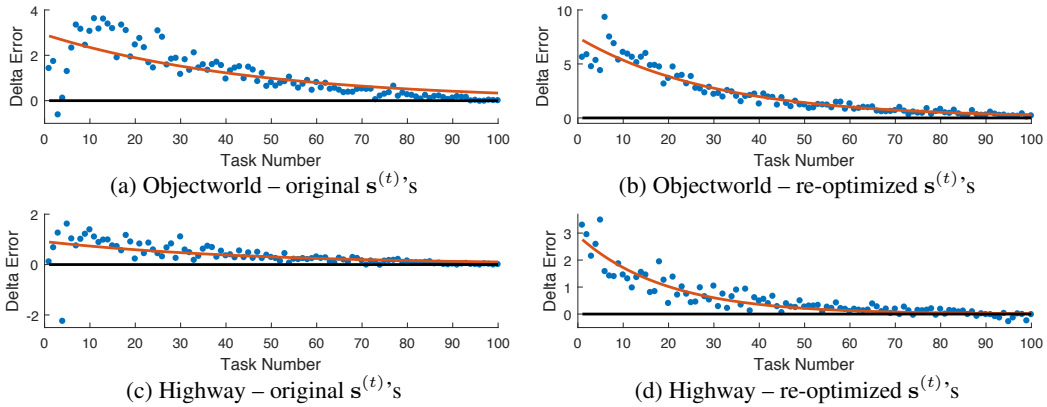 4
2
0
Delta Error
0 10 20 30 40 50 60 70 80 90 100
Task Number
(a) Objectworld – original s^(t)'s
10
5
0
Delta Error
0 10 20 30 40 50 60 70 80 90 100
Task Number
(b) Objectworld – re-optimized s^(t)'s
2
0
-2
Delta Error
0 10 20 30 40 50 60 70 80 90 100
Task Number
(c) Highway – original s^(t)'s
3
2
1
0
Delta Error
0 10 20 30 40 50 60 70 80 90 100
Task Number
(d) Highway – re-optimized s^(t)'s